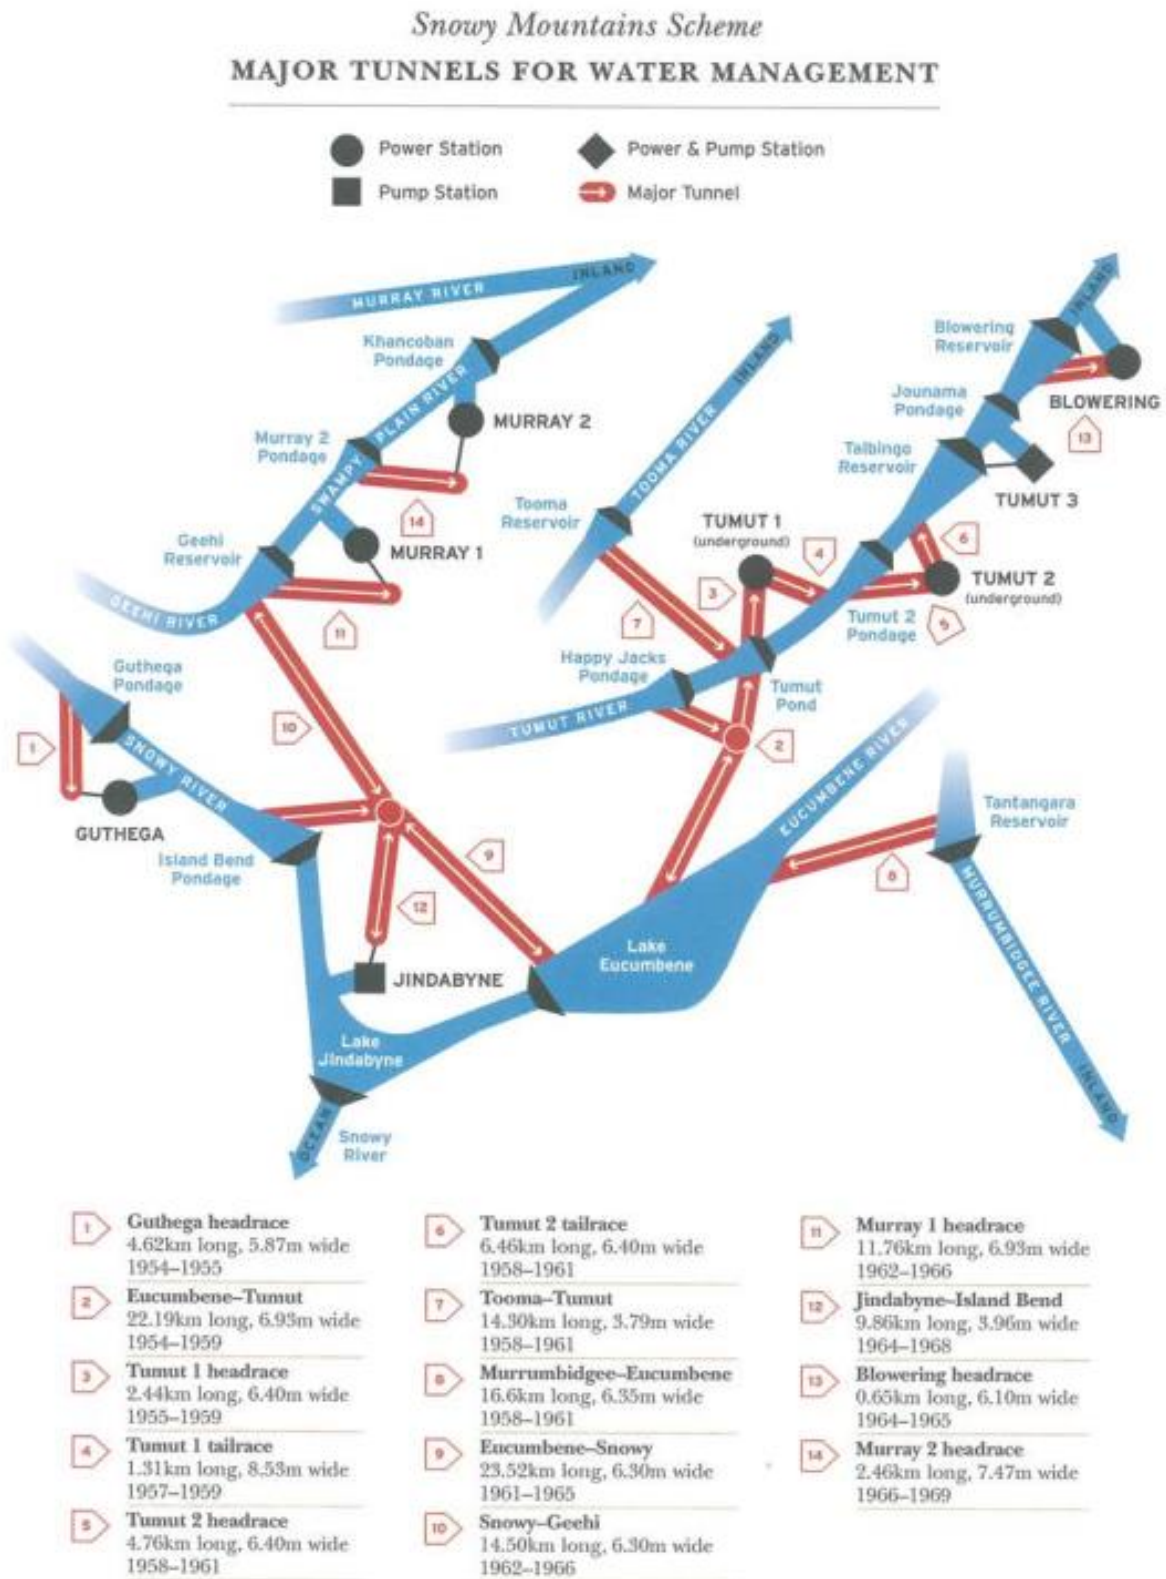 Snowy Mountains Scheme
MAJOR TUNNELS FOR WATER MANAGEMENT
Power Station
Power & Pump Station
Pump Station
Major Tunnel
MURRAY RIVER
INLAND
Khancoban
Pondage
SWAMPY PLAIN RIVER
MURRAY 2
Murray 2
Pondage
14
Geehi
Reservoir
MURRAY 1
GEEHI RIVER
11
10
Guthega
Pondage
SNOWY RIVER
1
GUTHEGA
Island Bend
Pondage
9
12
JINDABYNE
Lake
Jindabyne
OCEAN
Snowy
River
INLAND
TOOMA RIVER
Tooma
Reservoir
7
TUMUT 1
(underground)
3
4
Happy Jacks
Pondage
TUMUT RIVER
Tumut
Pond
2
INLAND
Blowering
Reservoir
Jounama
Pondage
BLOWERING
13
Talbingo
Reservoir
TUMUT 3
6
TUMUT 2
(underground)
Tumut 2
Pondage
5
EUCUMBENE RIVER
Lake
Eucumbene
8
Tantangara
Reservoir
MURRUMBIDGEE RIVER
INLAND
1
Guthega headrace
4.62km long, 5.87m wide
1954–1955
2
Eucumbene–Tumut
22.19km long, 6.93m wide
1954–1959
3
Tumut 1 headrace
2.44km long, 6.40m wide
1955–1959
4
Tumut 1 tailrace
1.31km long, 8.53m wide
1957–1959
5
Tumut 2 headrace
4.76km long, 6.40m wide
1958–1961
6
Tumut 2 tailrace
6.46km long, 6.40m wide
1958–1961
7
Tooma–Tumut
14.30km long, 3.79m wide
1958–1961
8
Murrumbidgee–Eucumbene
16.6km long, 6.35m wide
1958–1961
9
Eucumbene–Snowy
23.52km long, 6.30m wide
1961–1965
10
Snowy–Geehi
14.50km long, 6.30m wide
1962–1966
11
Murray 1 headrace
11.76km long, 6.93m wide
1962–1966
12
Jindabyne–Island Bend
9.86km long, 3.96m wide
1964–1968
13
Blowering headrace
0.65km long, 6.10m wide
1964–1965
14
Murray 2 headrace
2.46km long, 7.47m wide
1966–1969